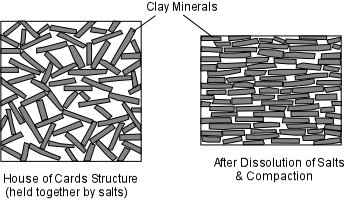 Clay Minerals
House of Cards Structure
(held together by salts)
After Dissolution of Salts
& Compaction